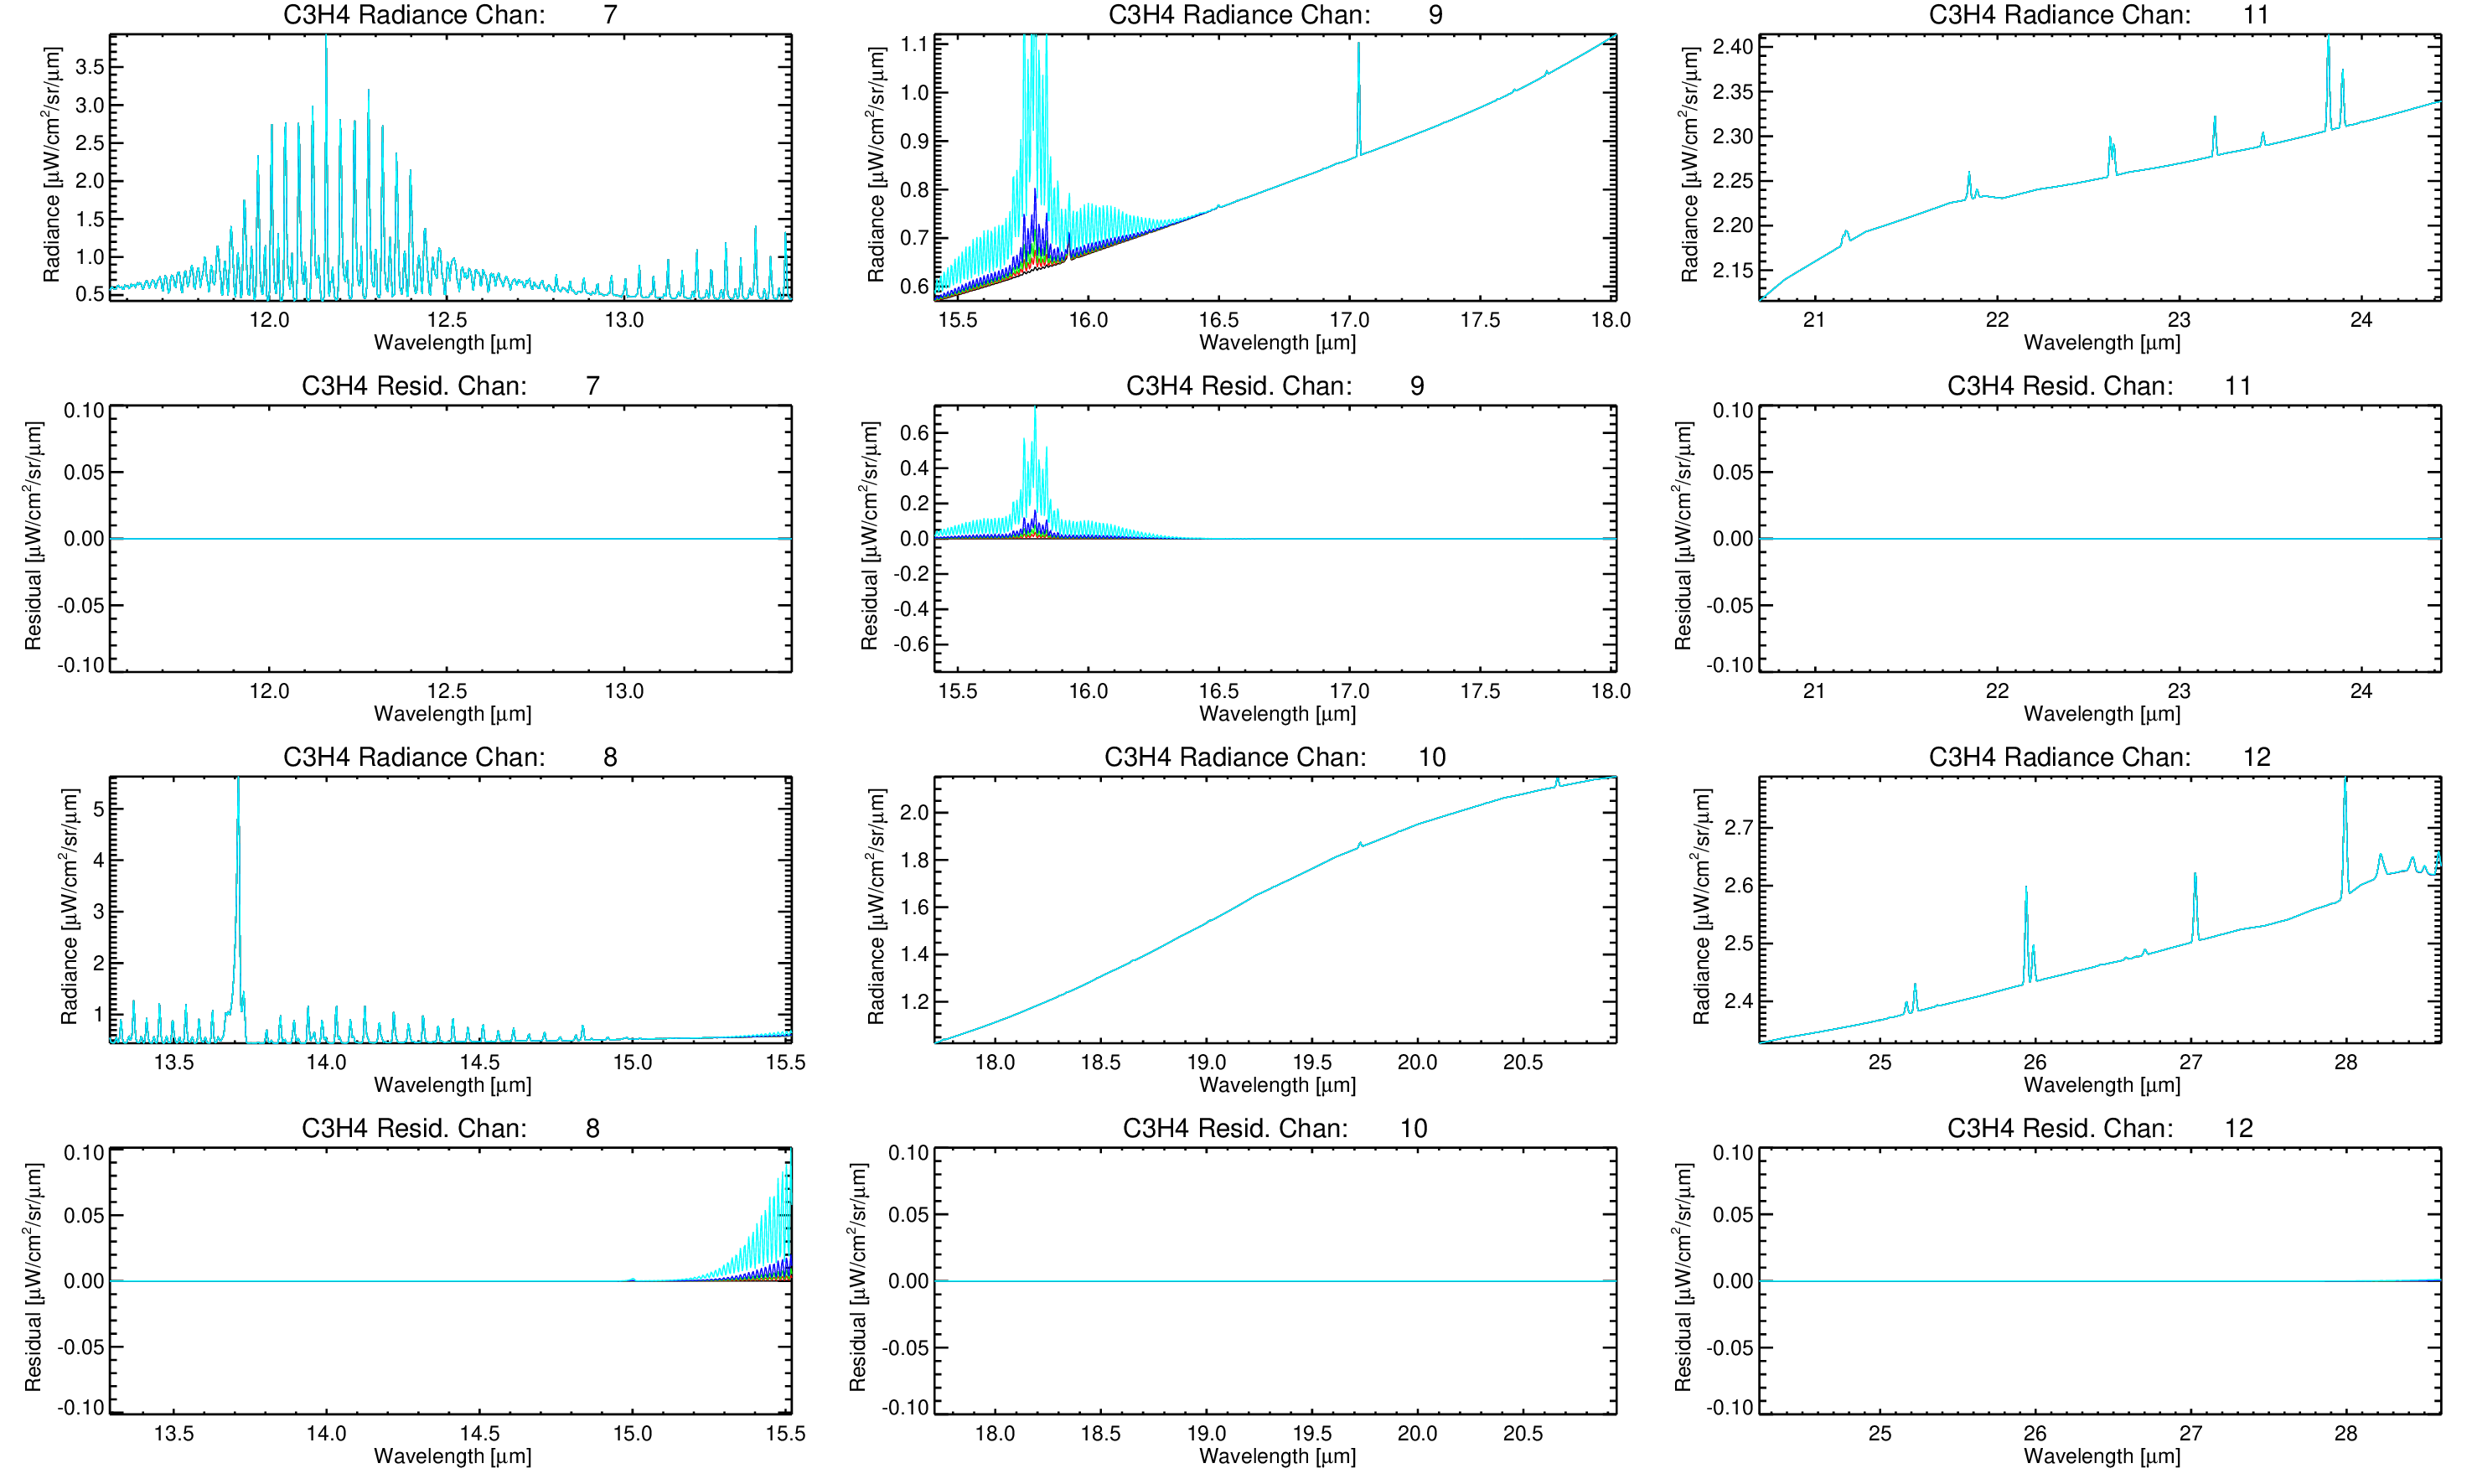 C3H4 Radiance Chan: 7
Radiance [μW/cm²/sr/μm]
3.5
3.0
2.5
2.0
1.5
1.0
0.5
12.0 12.5 13.0
Wavelength [μm]
C3H4 Radiance Chan: 9
Radiance [μW/cm²/sr/μm]
1.1
1.0
0.9
0.8
0.7
0.6
15.5 16.0 16.5 17.0 17.5 18.0
Wavelength [μm]
C3H4 Radiance Chan: 11
Radiance [μW/cm²/sr/μm]
2.40
2.35
2.30
2.25
2.20
2.15
21 22 23 24
Wavelength [μm]
C3H4 Resid. Chan: 7
Residual [μW/cm²/sr/μm]
0.10
0.05
0.00
-0.05
-0.10
12.0 12.5 13.0
Wavelength [μm]
C3H4 Resid. Chan: 9
Residual [μW/cm²/sr/μm]
0.6
0.4
0.2
0.0
-0.2
-0.4
-0.6
15.5 16.0 16.5 17.0 17.5 18.0
Wavelength [μm]
C3H4 Resid. Chan: 11
Residual [μW/cm²/sr/μm]
0.10
0.05
0.00
-0.05
-0.10
21 22 23 24
Wavelength [μm]
C3H4 Radiance Chan: 8
Radiance [μW/cm²/sr/μm]
5
4
3
2
1
13.5 14.0 14.5 15.0 15.5
Wavelength [μm]
C3H4 Radiance Chan: 10
Radiance [μW/cm²/sr/μm]
2.0
1.8
1.6
1.4
1.2
18.0 18.5 19.0 19.5 20.0 20.5
Wavelength [μm]
C3H4 Radiance Chan: 12
Radiance [μW/cm²/sr/μm]
2.7
2.6
2.5
2.4
25 26 27 28
Wavelength [μm]
C3H4 Resid. Chan: 8
Residual [μW/cm²/sr/μm]
0.10
0.05
0.00
-0.05
-0.10
13.5 14.0 14.5 15.0 15.5
Wavelength [μm]
C3H4 Resid. Chan: 10
Residual [μW/cm²/sr/μm]
0.10
0.05
0.00
-0.05
-0.10
18.0 18.5 19.0 19.5 20.0 20.5
Wavelength [μm]
C3H4 Resid. Chan: 12
Residual [μW/cm²/sr/μm]
0.10
0.05
0.00
-0.05
-0.10
25 26 27 28
Wavelength [μm]